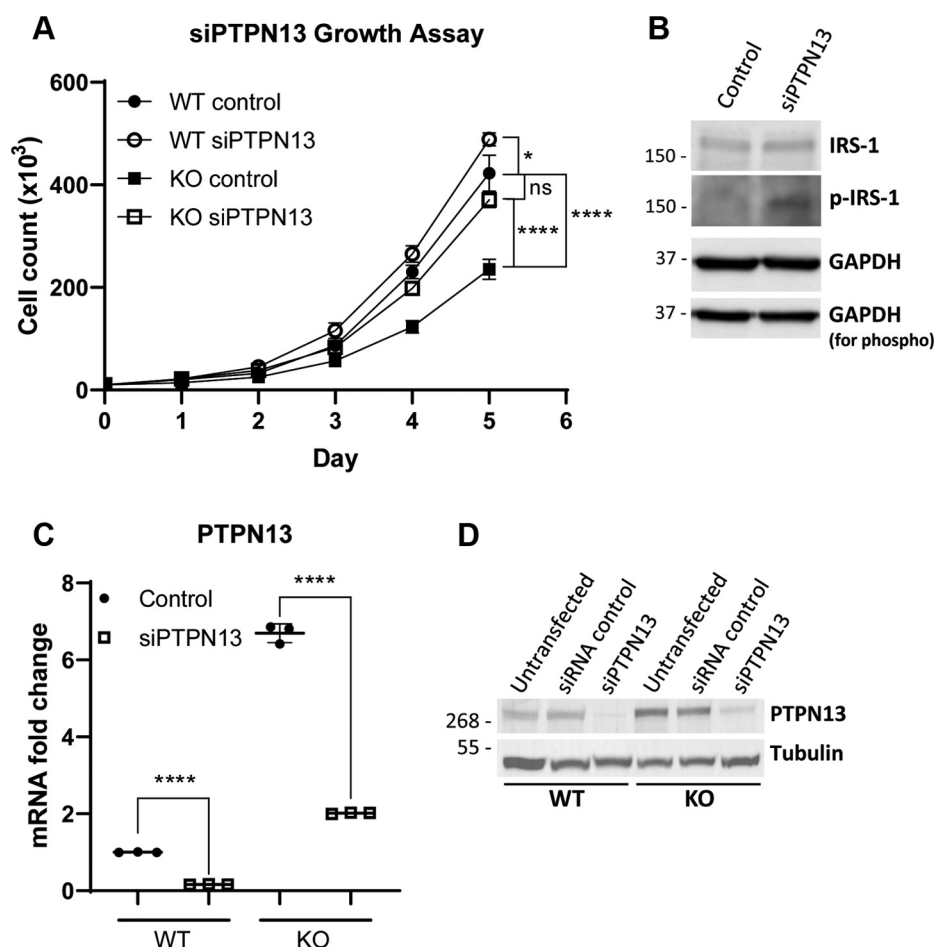 A
siPTPN13 Growth Assay
600
400
200
0
Cell count (x10³)
WT control
WT siPTPN13
KO control
KO siPTPN13
*
ns
****
****
0 1 2 3 4 5 6
Day
B
Control
siPTPN13
150 -
IRS-1
150 -
p-IRS-1
37 -
GAPDH
37 -
GAPDH
(for phospho)
C
PTPN13
8
6
4
2
0
mRNA fold change
Control
siPTPN13
****
****
WT KO
D
Untransfected
siRNA control
siPTPN13
Untransfected
siRNA control
siPTPN13
268 -
PTPN13
55 -
Tubulin
WT KO